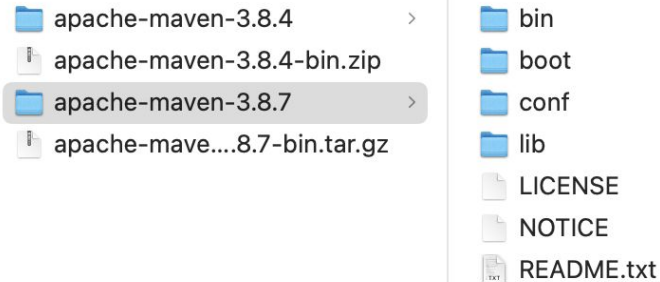 apache-maven-3.8.4
apache-maven-3.8.4-bin.zip
apache-maven-3.8.7
apache-mave....8.7-bin.tar.gz
bin
boot
conf
lib
LICENSE
NOTICE
TXT
README.txt